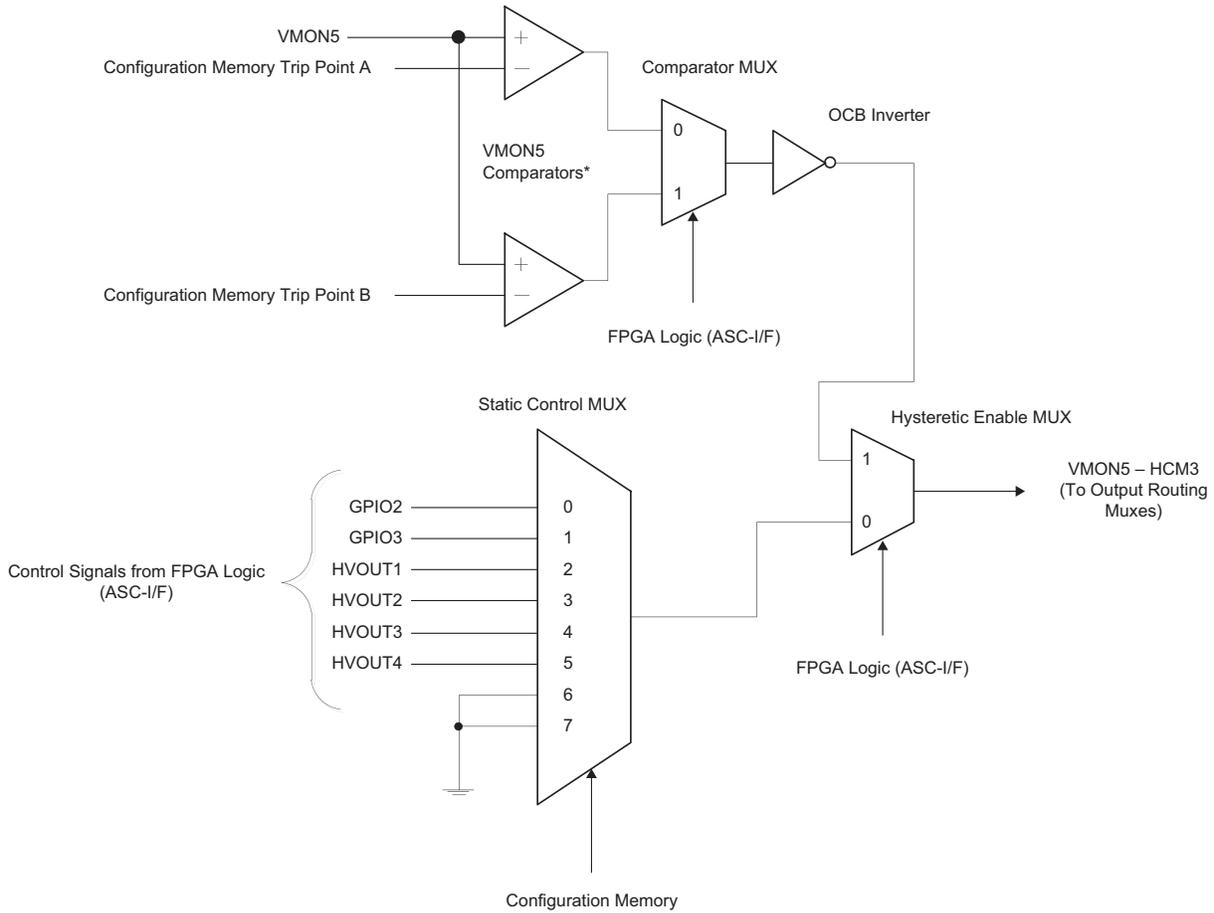 VMON5
+
Configuration Memory Trip Point A
−
Comparator MUX
0
OCB Inverter
VMON5
Comparators*
1
+
Configuration Memory Trip Point B
−
FPGA Logic (ASC-I/F)
Static Control MUX
Hysteretic Enable MUX
1
VMON5 – HCM3
(To Output Routing
Muxes)
0
GPIO2
0
GPIO3
1
Control Signals from FPGA Logic
(ASC-I/F)
HVOUT1
2
HVOUT2
3
HVOUT3
4
HVOUT4
5
6
7
FPGA Logic (ASC-I/F)
Configuration Memory